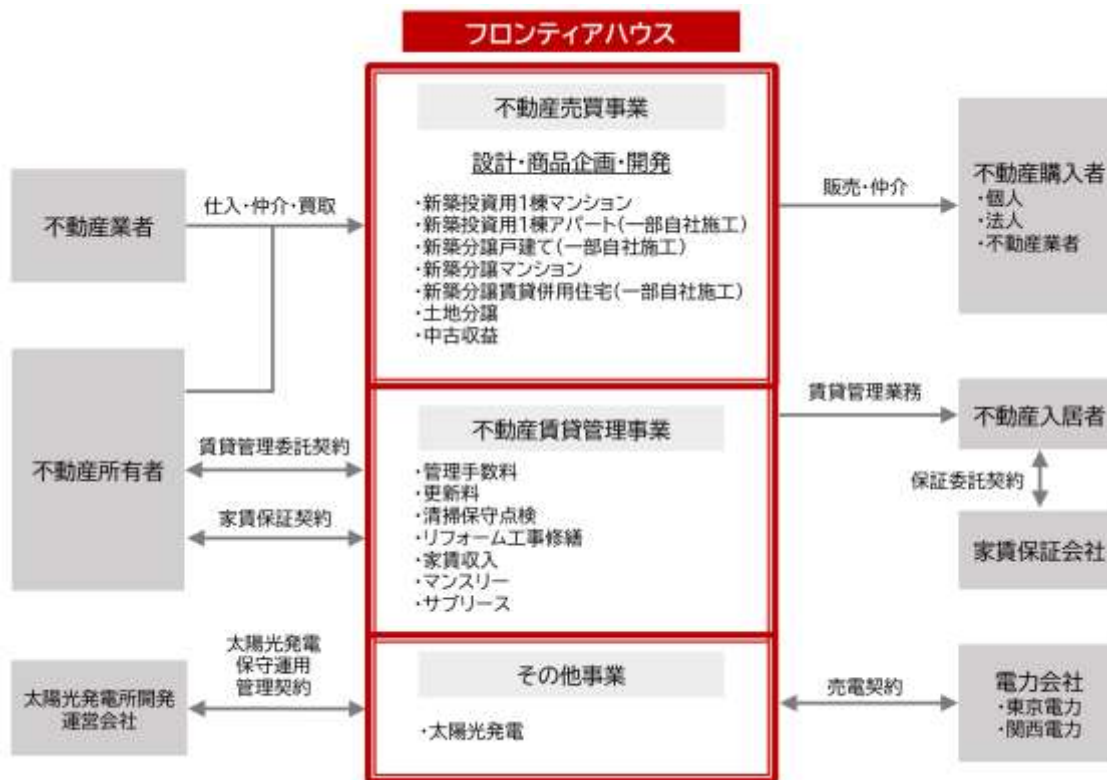 フロンティアハウス
不動産売買事業
設計・商品企画・開発
・新築投資用1棟マンション
・新築投資用1棟アパート(一部自社施工)
・新築分譲戸建て(一部自社施工)
・新築分譲マンション
・新築分譲賃貸併用住宅(一部自社施工)
・土地分譲
・中古収益
不動産業者
仕入・仲介・買取
販売・仲介
不動産購入者
・個人
・法人
・不動産業者
不動産所有者
賃貸管理委託契約
家賃保証契約
不動産賃貸管理事業
・管理手数料
・更新料
・清掃保守点検
・リフォーム工事修繕
・家賃収入
・マンスリー
・サブリース
賃貸管理業務
不動産入居者
保証委託契約
家賃保証会社
太陽光発電所開発
運営会社
太陽光発電
保守運用
管理契約
その他事業
・太陽光発電
売電契約
電力会社
・東京電力
・関西電力